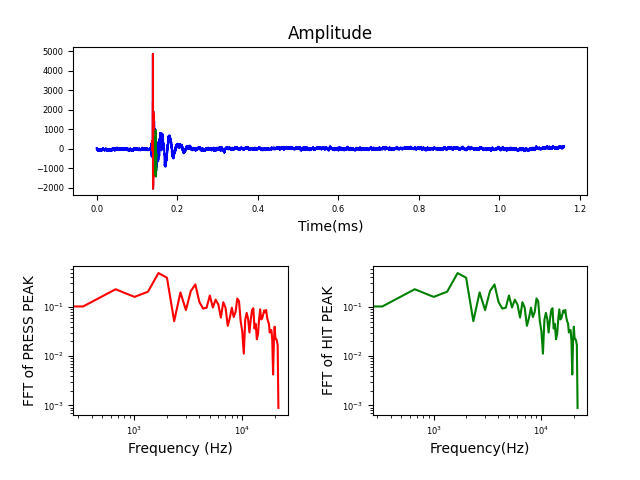 Amplitude
5000
4000
3000
2000
1000
0
−1000
−2000
0.0 0.2 0.4 0.6 0.8 1.0 1.2
Time(ms)
FFT of PRESS PEAK
10⁻¹
10⁻²
10⁻³
10³ 10⁴
Frequency (Hz)
FFT of HIT PEAK
10⁻¹
10⁻²
10⁻³
10³ 10⁴
Frequency(Hz)